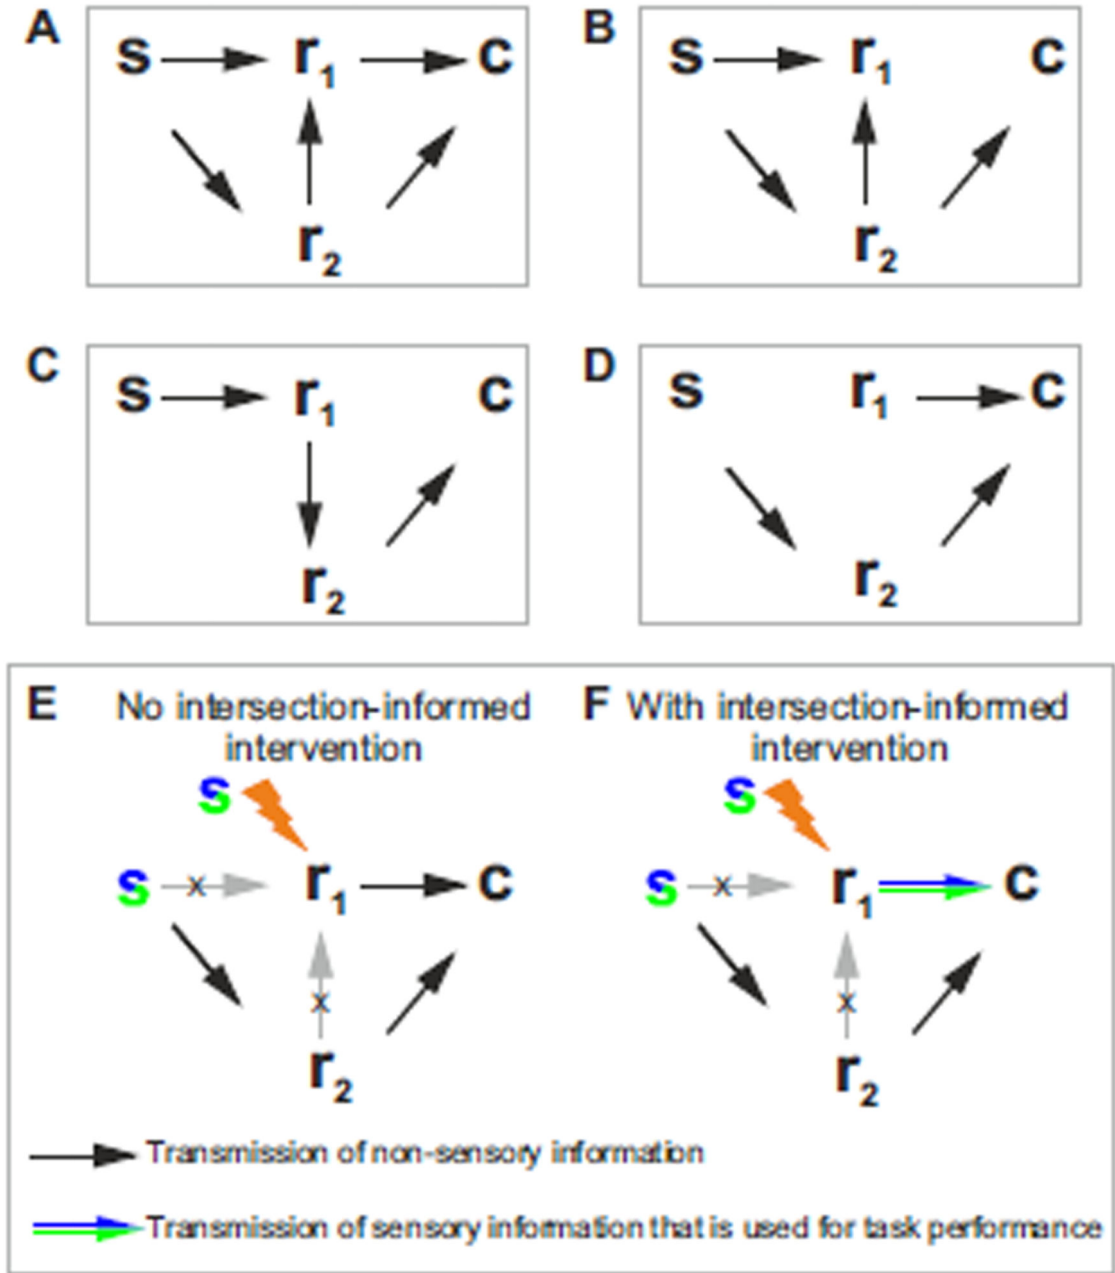 A
s r1 c
r2
B
s r1 c
r2
C
s r1 c
r2
D
s r1 c
r2
E No intersection-informed
intervention
s
s x r1 c
x
r2
F With intersection-informed
intervention
s
s x r1 c
x
r2
Transmission of non-sensory information
Transmission of sensory information that is used for task performance